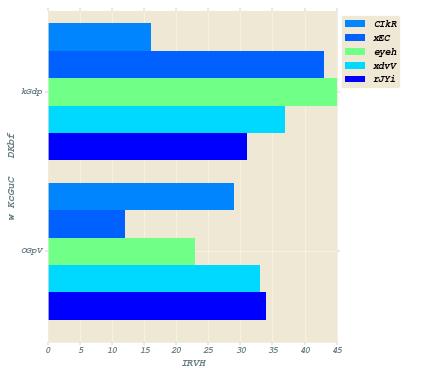 CIkR
xEC
eyeh
xdvV
rJYi
kGdp
OGpV
w KcGuC DKbf
0 5 10 15 20 25 30 35 40 45
IRVH